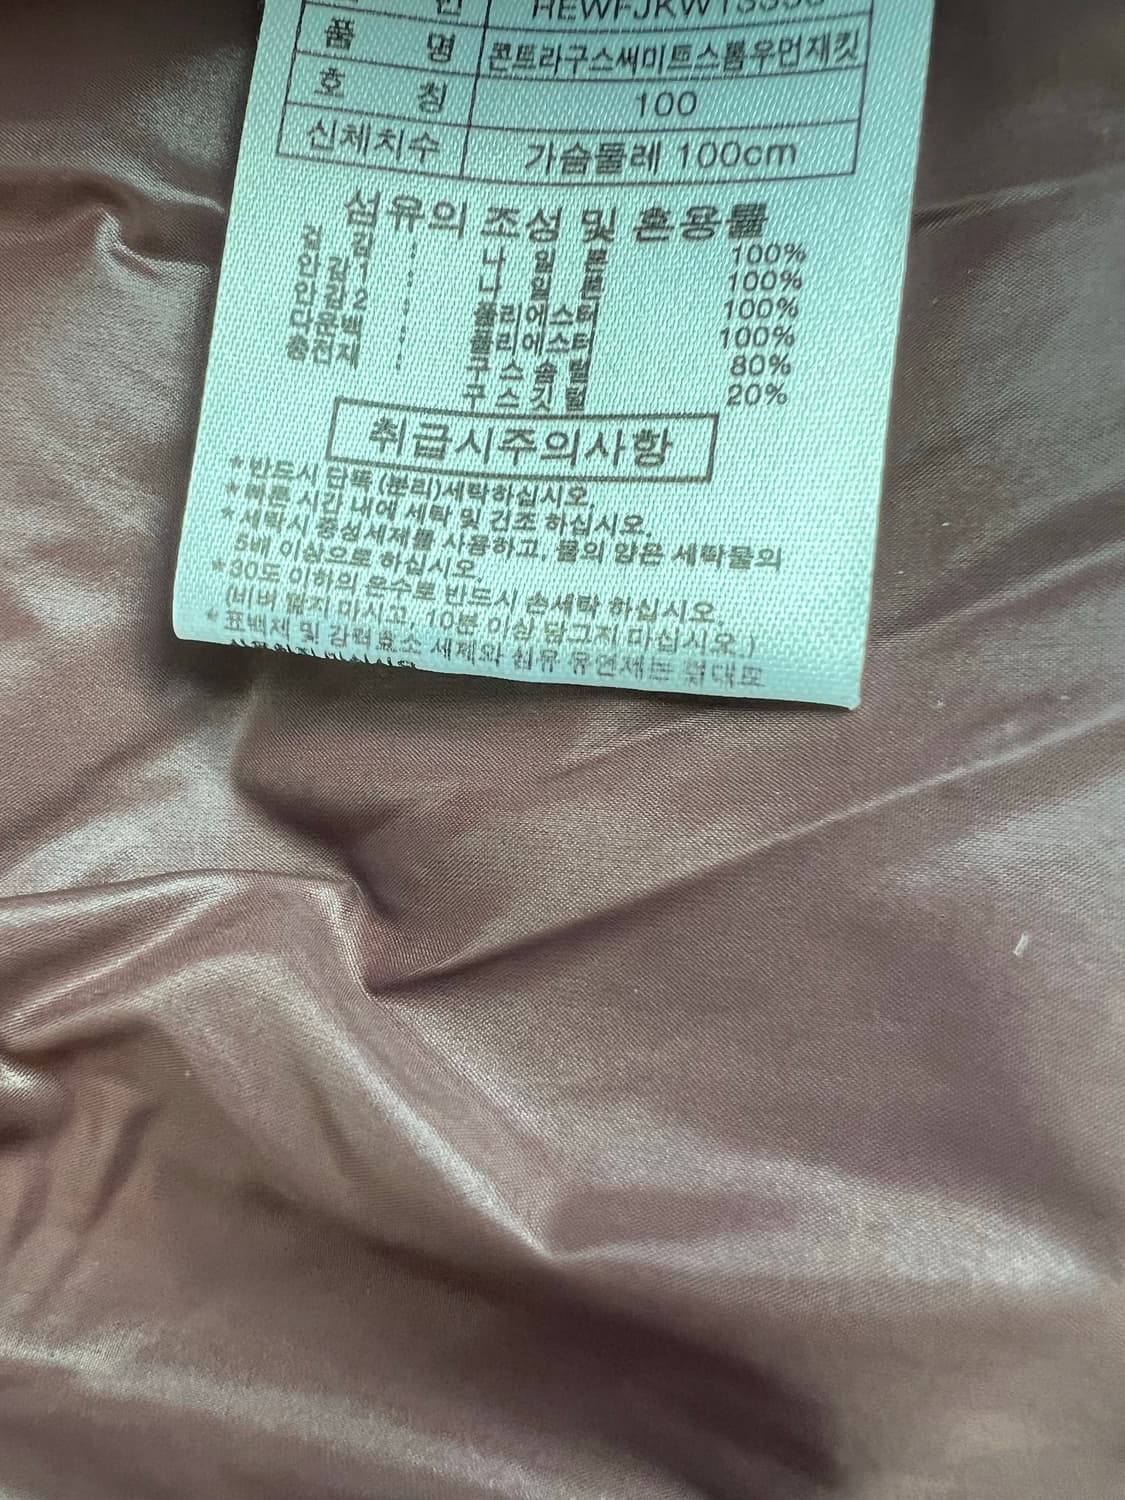 품 명 콘트라구스써미트스톰우먼재킷
호 칭 100
신체치수 가슴둘레 100cm
섬유의 조성 및 혼용률
겉 감 : 나 일 론 100%
안 감 1 : 나 일 론 100%
안 감 2 : 폴리에스터 100%
다운백 : 폴리에스터 100%
충전재 : 구 스 솜 털 80%
구 스 깃 털 20%
취급시주의사항
*반드시 단독(분리)세탁하십시오.
*빠른 시간 내에 세탁 및 건조 하십시오.
*세탁시 중성세제를 사용하고, 물의 양은 세탁물의
5배 이상으로 하십시오.
*30도 이하의 온수로 반드시 손세탁 하십시오.
(비벼 빨지 마시고, 10분 이상 담그지 마십시오.)
*표백제 및 강력효소 세제와 섬유 유연제는 절대로